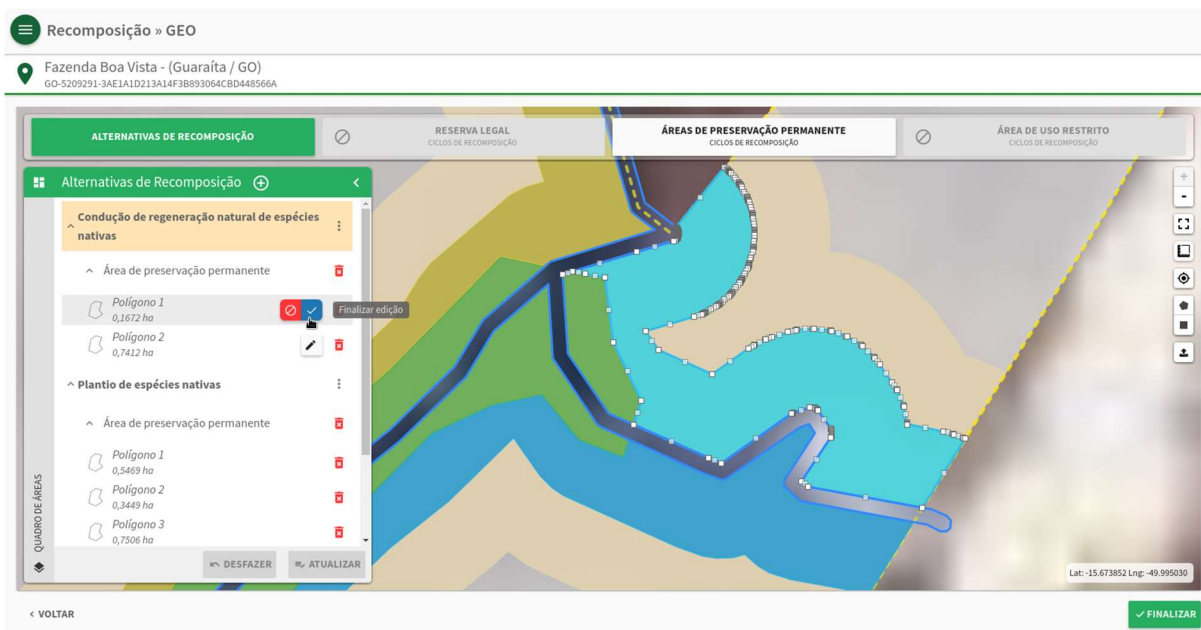 Recomposição » GEO
Fazenda Boa Vista - (Guaraíta / GO)
GO-5209291-3AE1A1D213A14F3B893064CBD448566A
ALTERNATIVAS DE RECOMPOSIÇÃO
RESERVA LEGAL
CICLOS DE RECOMPOSIÇÃO
ÁREAS DE PRESERVAÇÃO PERMANENTE
CICLOS DE RECOMPOSIÇÃO
ÁREA DE USO RESTRITO
CICLOS DE RECOMPOSIÇÃO
Alternativas de Recomposição
Condução de regeneração natural de espécies
nativas
Área de preservação permanente
Polígono 1
0,1672 ha
Finalizar edição
Polígono 2
0,7412 ha
Plantio de espécies nativas
Área de preservação permanente
Polígono 1
0,5469 ha
Polígono 2
0,3449 ha
Polígono 3
0,7506 ha
QUADRO DE ÁREAS
DESFAZER
ATUALIZAR
Lat: -15.673852 Lng: -49.995030
VOLTAR
FINALIZAR